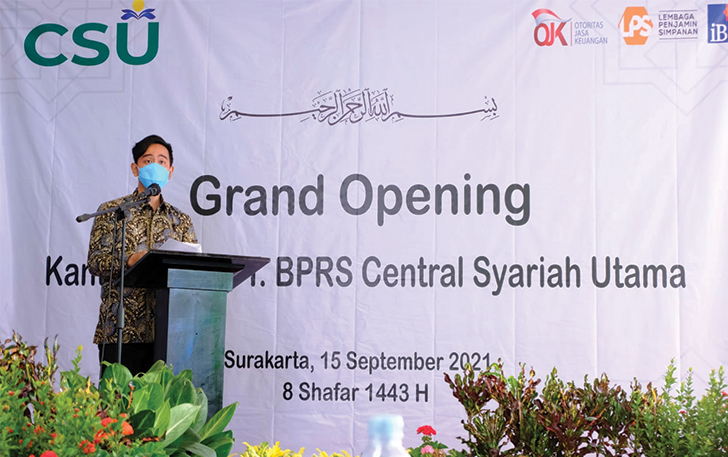 CSU
OJK OTORITAS JASA KEUANGAN
LPS LEMBAGA PENJAMIN SIMPANAN
iB
بسم الله الرحمن الرحيم
Grand Opening
Kan
. BPRS Central Syariah Utama
Surakarta, 15 September 2021
8 Shafar 1443 H